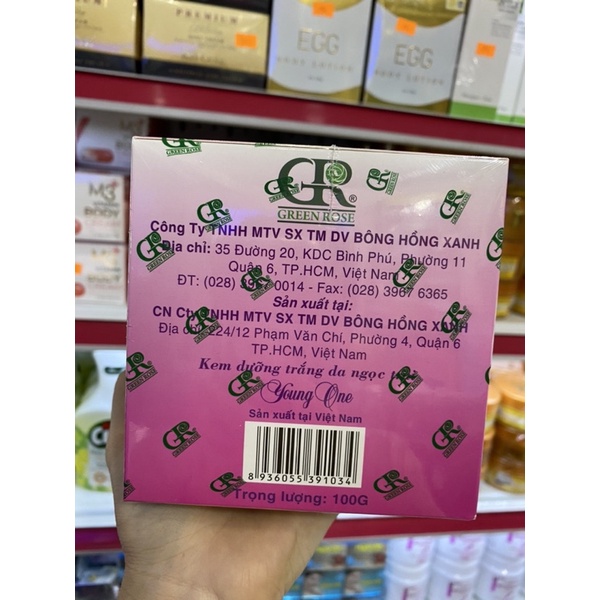 PREMIUM
EGG
BODY LOTION
EGG
BODY LOTION
GR®
GREEN ROSE
Công Ty TNHH MTV SX TM DV BÔNG HỒNG XANH
Địa chỉ: 35 Đường 20, KDC Bình Phú, Phường 11
Quận 6, TP.HCM, Việt Nam
ĐT: (028) 0014 - Fax: (028) 3967 6365
Sản xuất tại:
CN Cty TNHH MTV SX TM DV BÔNG HỒNG XANH
Địa chỉ: 224/12 Phạm Văn Chí, Phường 4, Quận 6
TP.HCM, Việt Nam
Kem dưỡng trắng da ngọc
Young One
Sản xuất tại Việt Nam
8 936055 391034
Trọng lượng: 100G